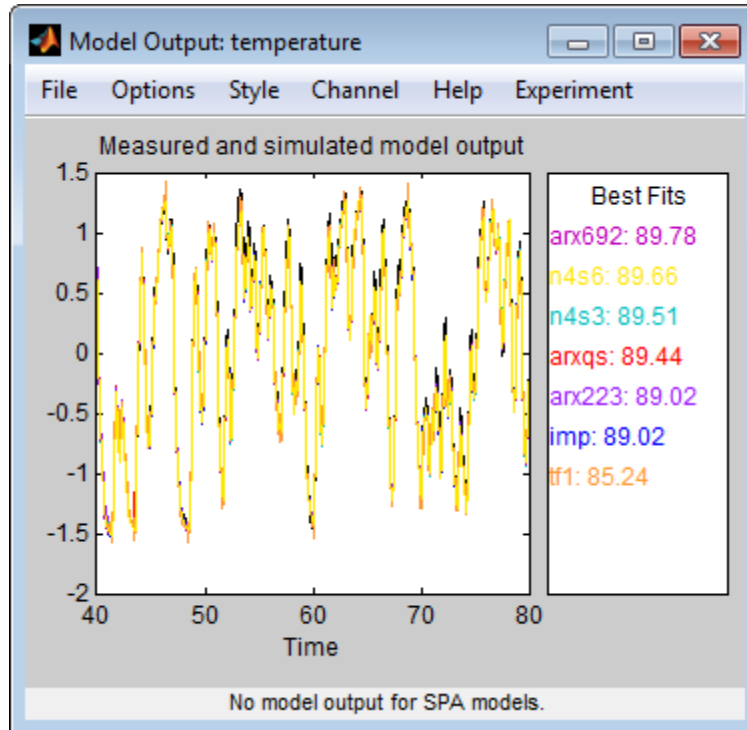 Model Output: temperature
File Options Style Channel Help Experiment
Measured and simulated model output
1.5
1
0.5
0
-0.5
-1
-1.5
-2
40 50 60 70 80
Time
Best Fits
arx692: 89.78
n4s6: 89.66
n4s3: 89.51
arxqs: 89.44
arx223: 89.02
imp: 89.02
tf1: 85.24
No model output for SPA models.